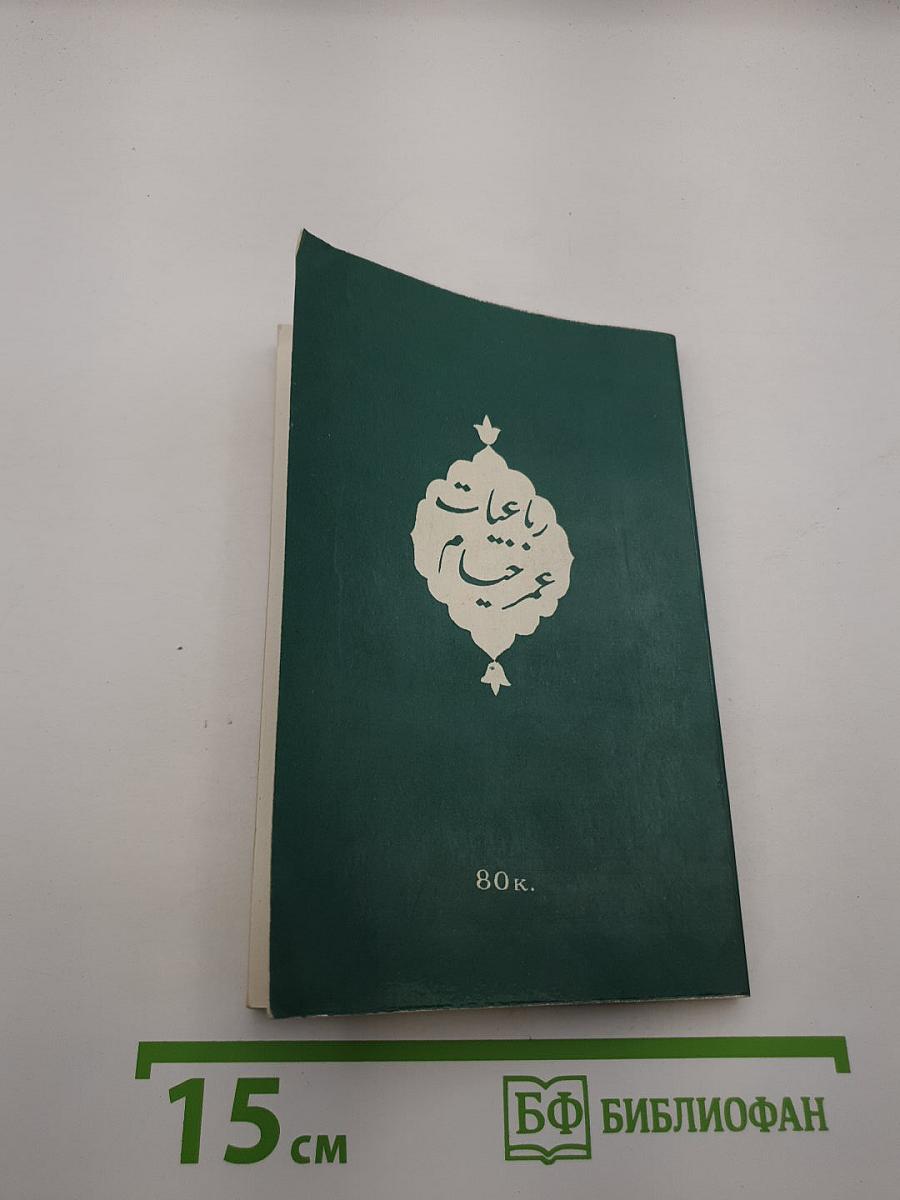 رباعیات
عمر خیام
80к.
15 см
БФ БИБЛИОФАН